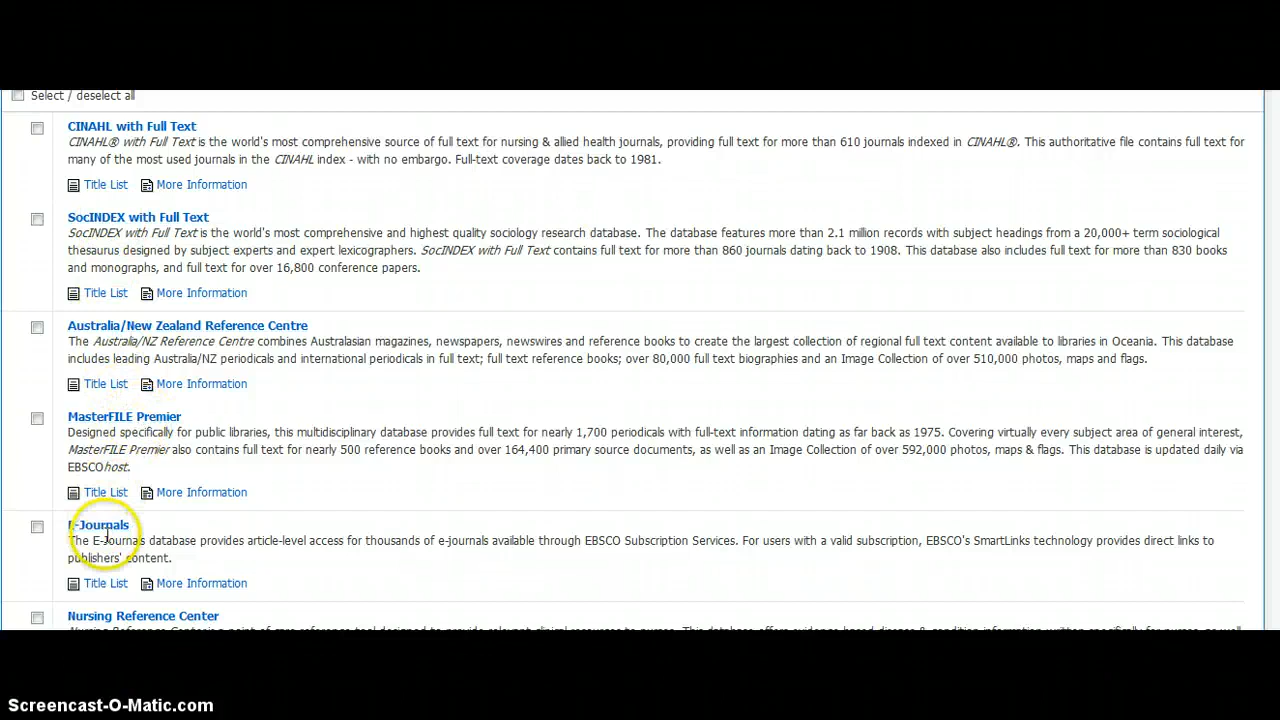 Select / deselect all
CINAHL with Full Text
CINAHL® with Full Text is the world's most comprehensive source of full text for nursing & allied health journals, providing full text for more than 610 journals indexed in CINAHL®. This authoritative file contains full text for
many of the most used journals in the CINAHL index - with no embargo. Full-text coverage dates back to 1981.
Title List More Information
SocINDEX with Full Text
SocINDEX with Full Text is the world's most comprehensive and highest quality sociology research database. The database features more than 2.1 million records with subject headings from a 20,000+ term sociological
thesaurus designed by subject experts and expert lexicographers. SocINDEX with Full Text contains full text for more than 860 journals dating back to 1908. This database also includes full text for more than 830 books
and monographs, and full text for over 16,800 conference papers.
Title List More Information
Australia/New Zealand Reference Centre
The Australia/NZ Reference Centre combines Australasian magazines, newspapers, newswires and reference books to create the largest collection of regional full text content available to libraries in Oceania. This database
includes leading Australia/NZ periodicals and international periodicals in full text; full text reference books; over 80,000 full text biographies and an Image Collection of over 510,000 photos, maps and flags.
Title List More Information
MasterFILE Premier
Designed specifically for public libraries, this multidisciplinary database provides full text for nearly 1,700 periodicals with full-text information dating as far back as 1975. Covering virtually every subject area of general interest,
MasterFILE Premier also contains full text for nearly 500 reference books and over 164,400 primary source documents, as well as an Image Collection of over 592,000 photos, maps & flags. This database is updated daily via
EBSCOhost.
Title List More Information
E-Journals
The E-Journals database provides article-level access for thousands of e-journals available through EBSCO Subscription Services. For users with a valid subscription, EBSCO's SmartLinks technology provides direct links to
publishers' content.
Title List More Information
Nursing Reference Center
Screencast-O-Matic.com